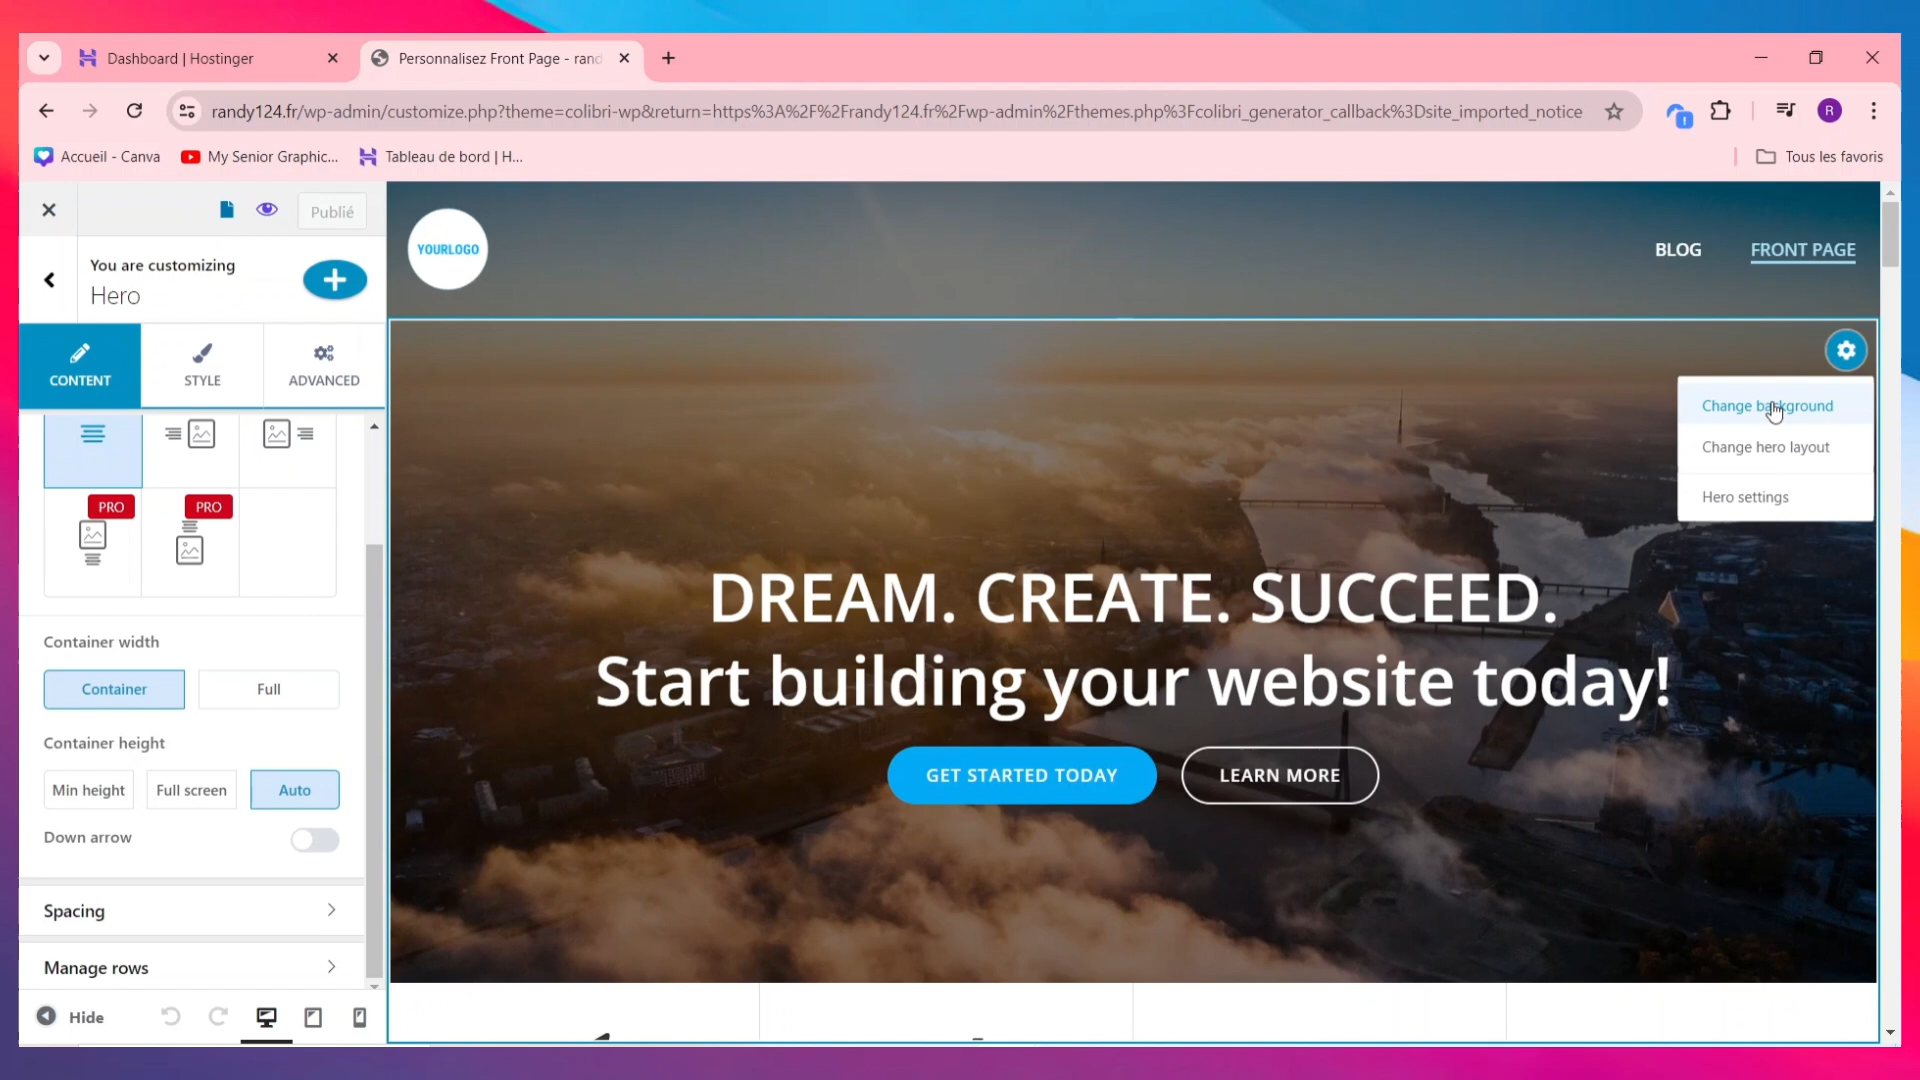 Dashboard | Hostinger
Personnalisez Front Page - rand
randy124.fr/wp-admin/customize.php?theme=colibri-wp&return=https%3A%2F%2Frandy124.fr%2Fwp-admin%2Fthemes.php%3Fcolibri_generator_callback%3Dsite_imported_notice
R
Accueil - Canva
My Senior Graphic...
Tableau de bord | H...
Tous les favoris
Publié
You are customizing
Hero
CONTENT
STYLE
ADVANCED
PRO
PRO
Container width
Container
Full
Container height
Min height
Full screen
Auto
Down arrow
Spacing
Manage rows
Hide
YOURLOGO
BLOG
FRONT PAGE
Change background
Change hero layout
Hero settings
DREAM. CREATE. SUCCEED.
Start building your website today!
GET STARTED TODAY
LEARN MORE